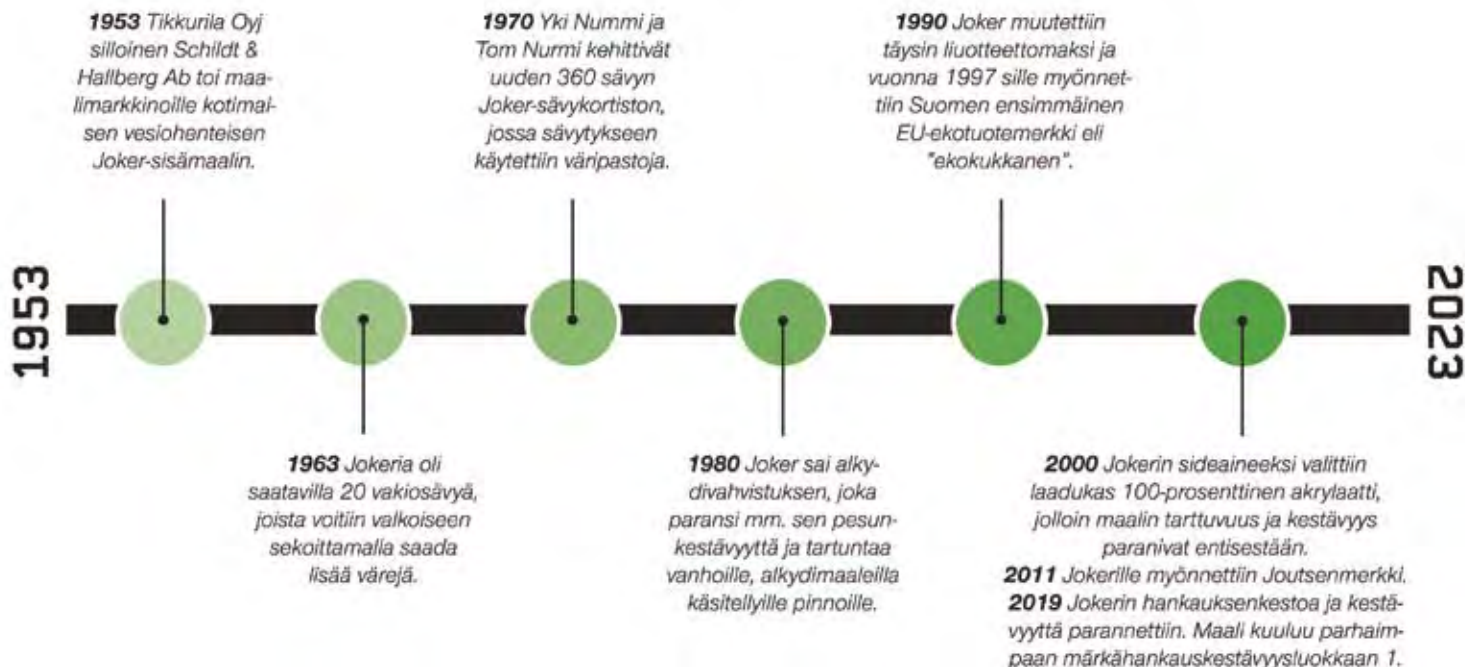 1953 Tikkurila Oyj
silloinen Schildt &
Hallberg Ab toi maa-
limarkkinoille kotimai-
sen vesiohenteisen
Joker-sisämaalin.
1970 Yki Nummi ja
Tom Nurmi kehittivät
uuden 360 sävyn
Joker-sävykortiston,
jossa sävytykseen
käytettiin väripastoja.
1990 Joker muutettiin
täysin liuotteettomaksi ja
vuonna 1997 sille myönnet-
tiin Suomen ensimmäinen
EU-ekotuotemerkki eli
"ekokukkanen".
1953
2023
1963 Jokeria oli
saatavilla 20 vakiosävyä,
joista voitiin valkoiseen
sekoittamalla saada
lisää värejä.
1980 Joker sai alky-
divahvistuksen, joka
paransi mm. sen pesun-
kestävyyttä ja tartuntaa
vanhoille, alkydimaaleilla
käsitellyille pinnoille.
2000 Jokerin sideaineeksi valittiin
laadukas 100-prosenttinen akrylaatti,
jolloin maalin tarttuvuus ja kestävyys
paranivat entisestään.
2011 Jokerille myönnettiin Joutsenmerkki.
2019 Jokerin hankauksenkestoa ja kestä-
vyyttä parannettiin. Maali kuuluu parhaim-
paan märkähankauskestävyysluokkaan 1.